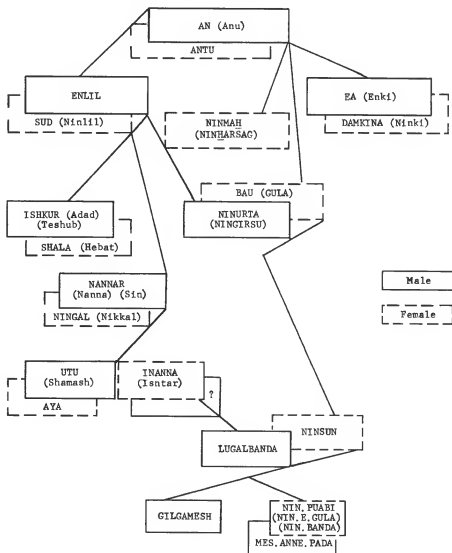 AN (Anu)
ANTU
ENLIL
SUD (Ninlil)
NINMAH
(NINHARSAG)
EA (Enki)
DAMKINA (Ninki)
BAU (GULA)
NINURTA
(NINGIRSU)
ISHKUR (Adad)
(Teshub)
SHALA (Hebat)
NANNAR
(Nanna) (Sin)
NINGAL (Nikkal)
Male
Female
UTU
(Shamash)
AYA
INANNA
(Isntar)
?
NINSUN
LUGALBANDA
GILGAMESH
NIN.PUABI
(NIN.E.GULA)
(NIN.BANDA)
MES.ANNE.PADA